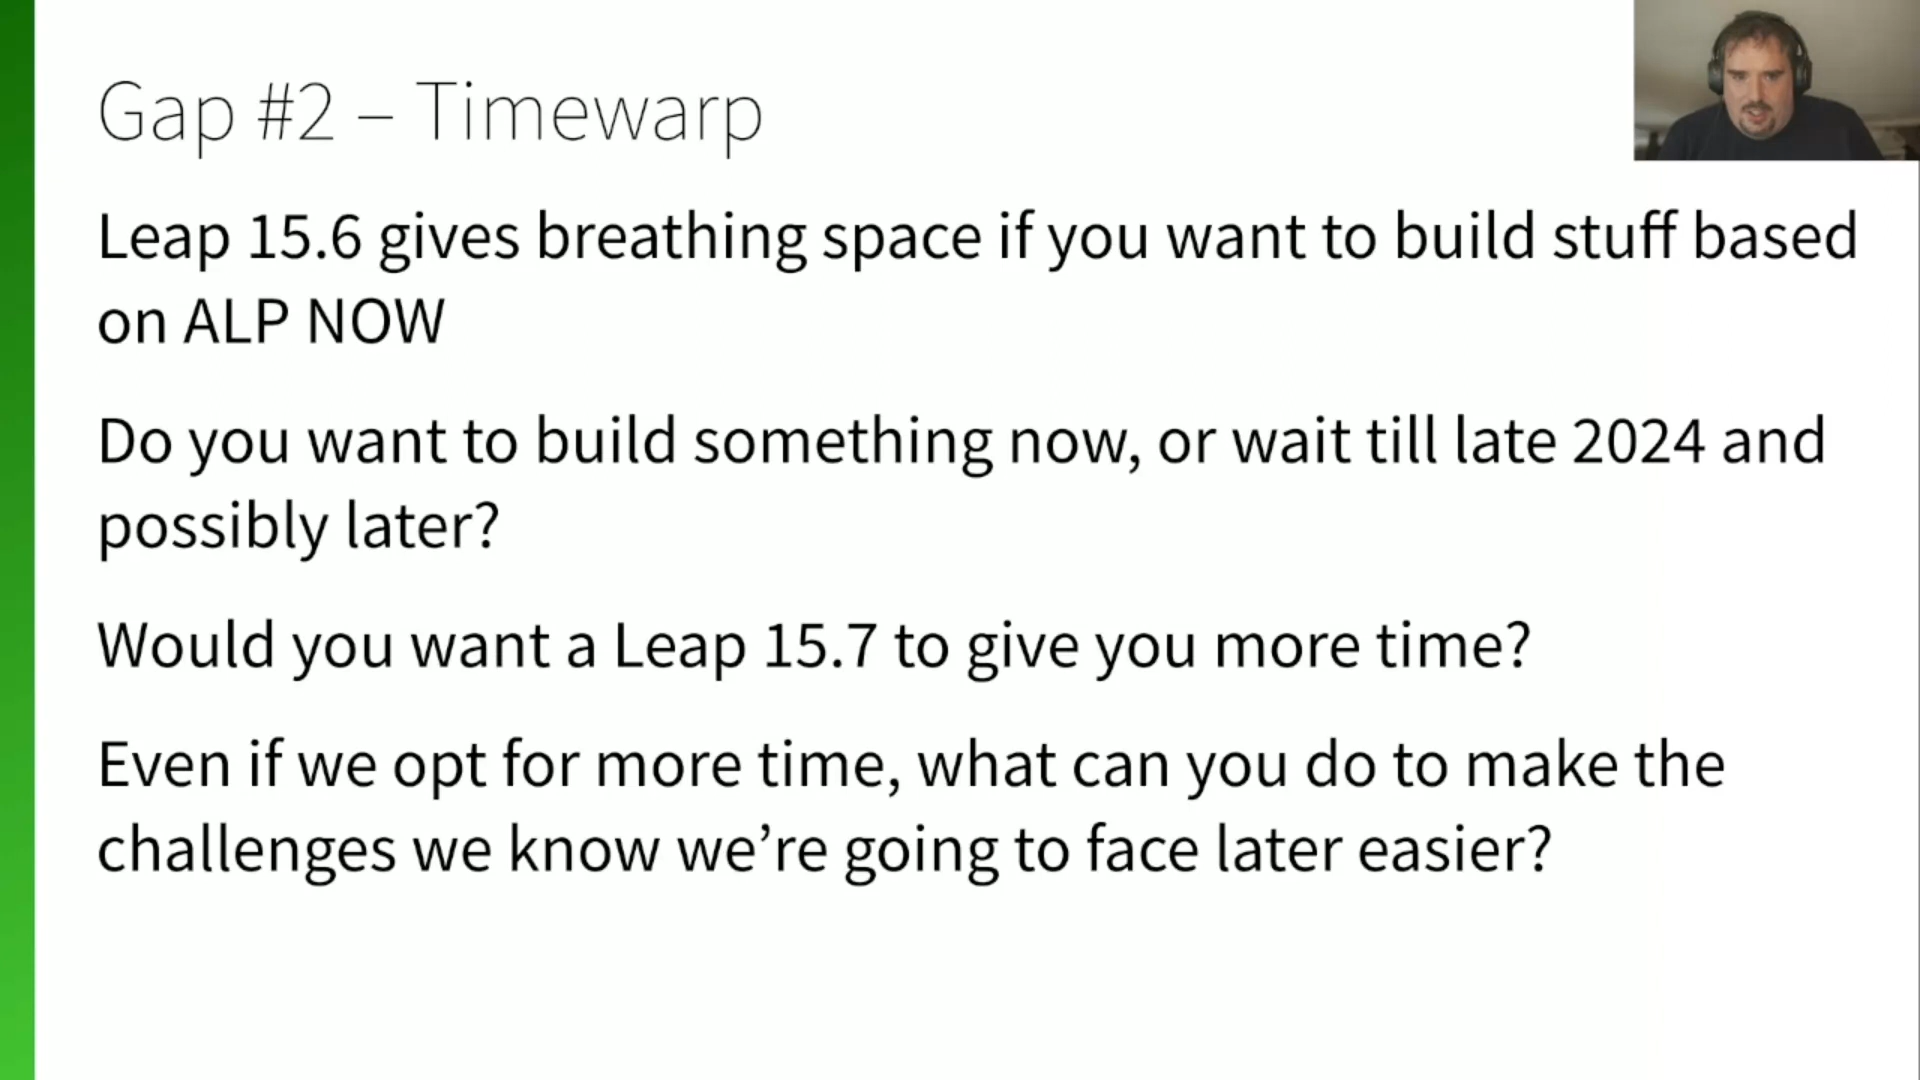 Gap #2 – Timewarp
Leap 15.6 gives breathing space if you want to build stuff based
on ALP NOW
Do you want to build something now, or wait till late 2024 and
possibly later?
Would you want a Leap 15.7 to give you more time?
Even if we opt for more time, what can you do to make the
challenges we know we’re going to face later easier?